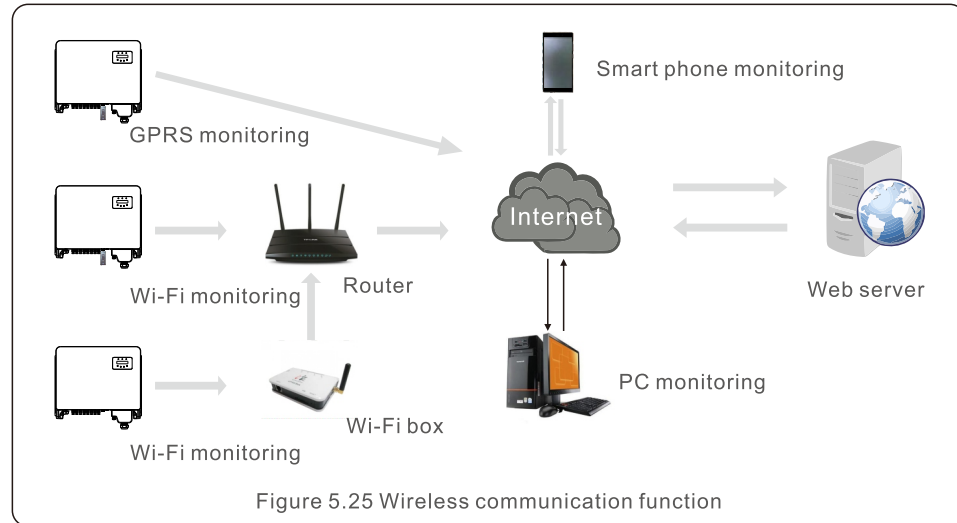 Smart phone monitoring
GPRS monitoring
Internet
Wi-Fi monitoring
Router
Web server
PC monitoring
Wi-Fi box
Wi-Fi monitoring
Figure 5.25 Wireless communication function